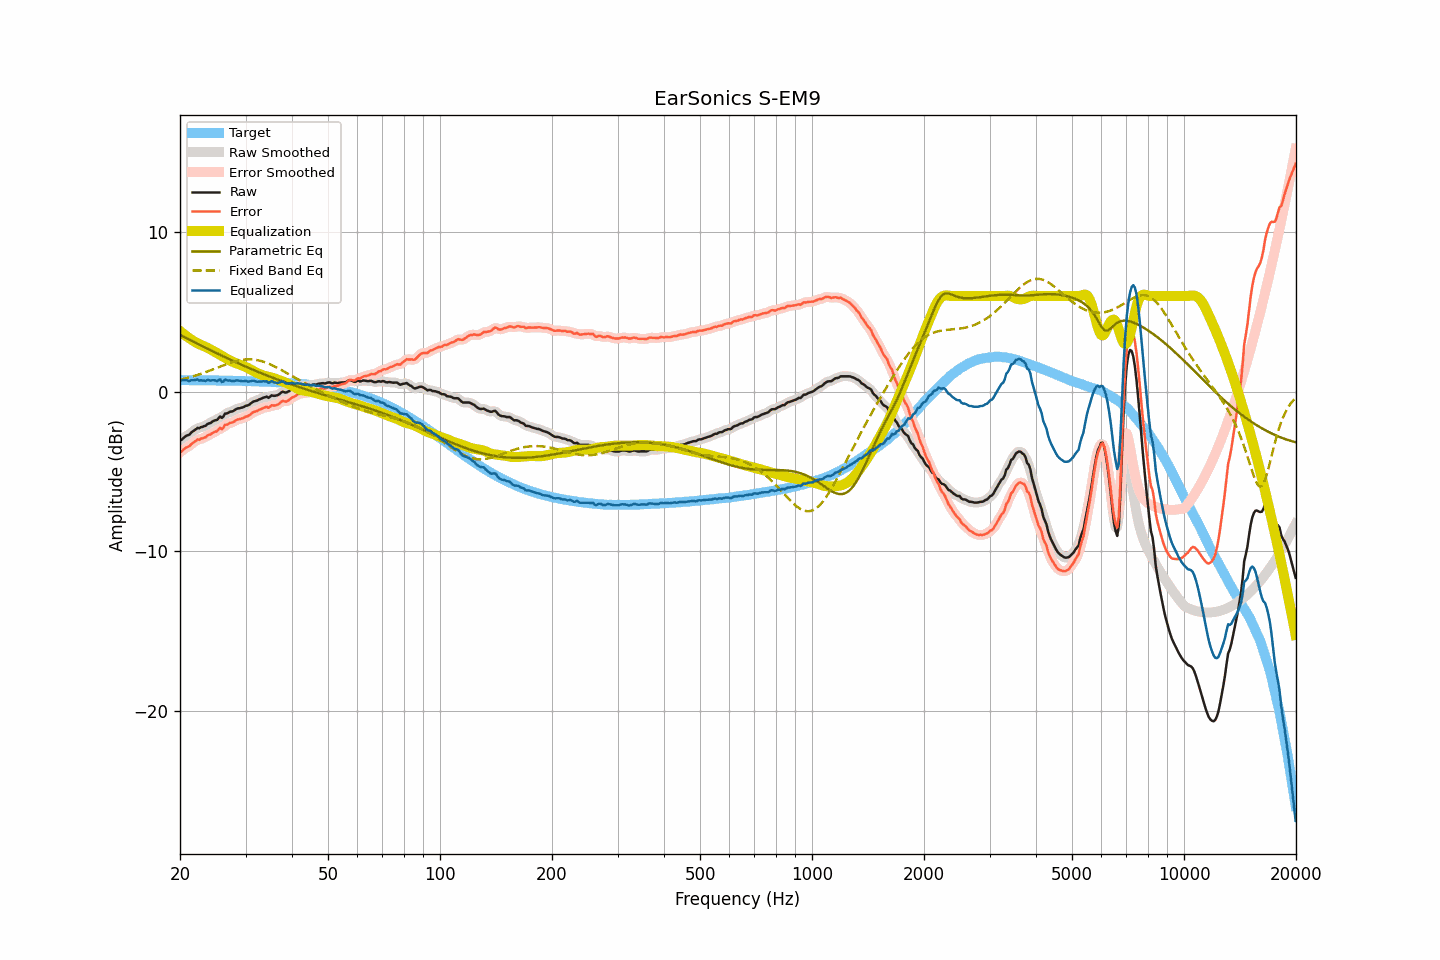 EarSonics S-EM9
Target
Raw Smoothed
Error Smoothed
Raw
Error
Equalization
Parametric Eq
Fixed Band Eq
Equalized
10
0
−10
−20
Amplitude (dBr)
20 50 100 200 500 1000 2000 5000 10000 20000
Frequency (Hz)